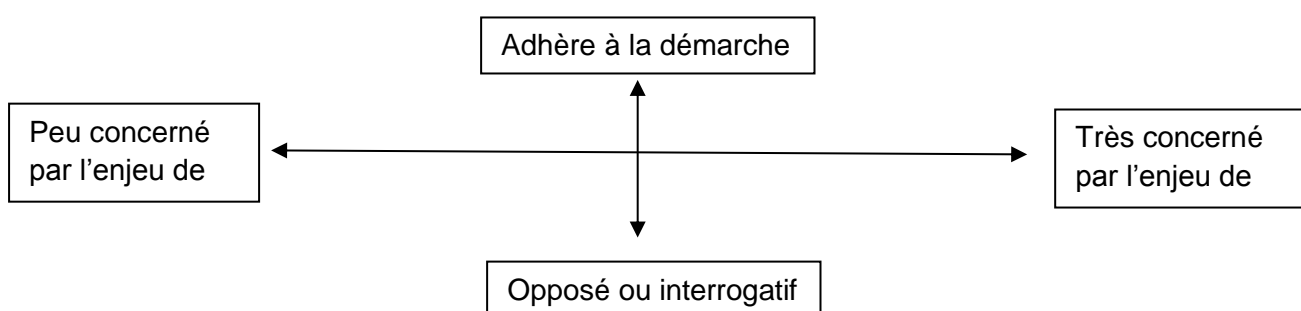 Adhère à la démarche
Peu concerné
par l’enjeu de
Très concerné
par l’enjeu de
Opposé ou interrogatif